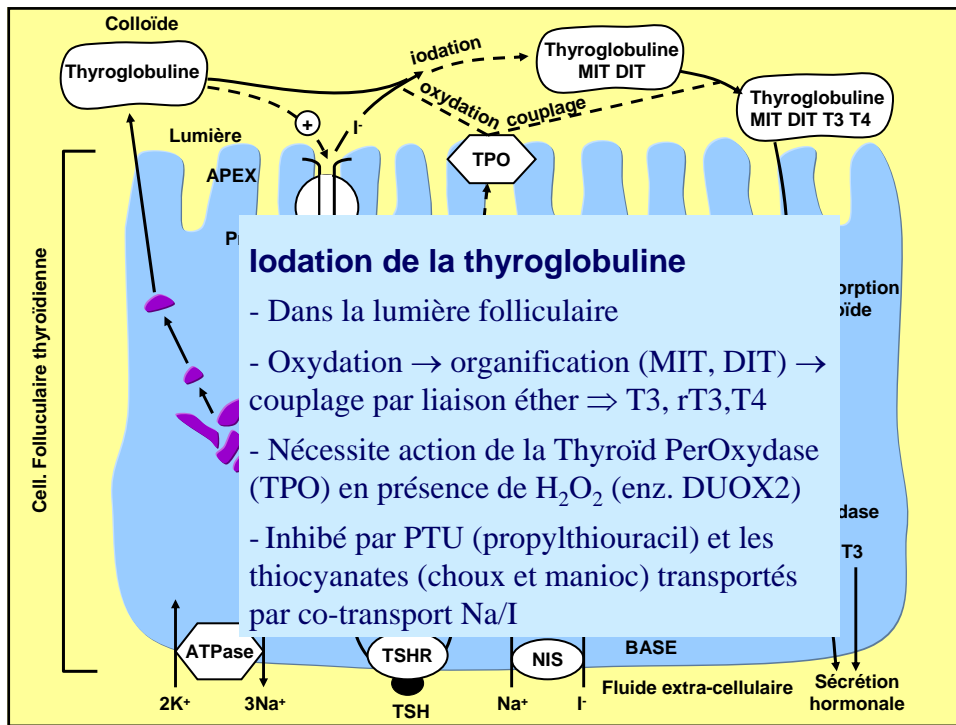 Colloïde
Thyroglobuline
iodation
Thyroglobuline
MIT DIT
oxydation
couplage
Thyroglobuline
MIT DIT T3 T4
+
I-
Lumière
TPO
APEX
Iodation de la thyroglobuline
- Dans la lumière folliculaire
- Oxydation → organification (MIT, DIT) →
couplage par liaison éther ⇒ T3, rT3,T4
- Nécessite action de la Thyroïd PerOxydase
(TPO) en présence de H₂O₂ (enz. DUOX2)
- Inhibé par PTU (propylthiouracil) et les
thiocyanates (choux et manioc) transportés
par co-transport Na/I
T3
Cell. Folluculaire thyroïdienne
BASE
ATPase
TSHR
NIS
2K+
3Na+
TSH
Na+
I-
Fluide extra-cellulaire
Sécrétion
hormonale